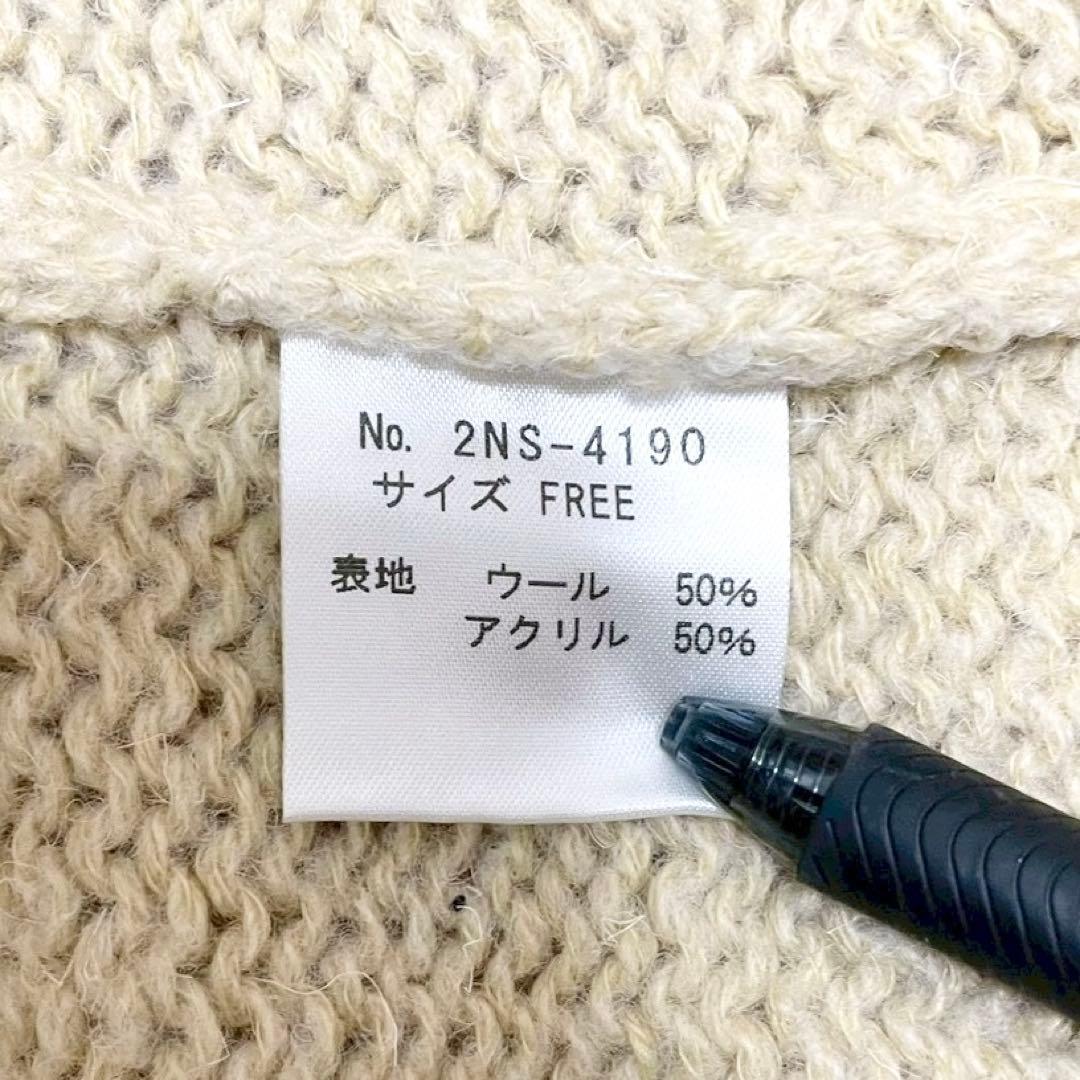 No. 2NS-4190
サイズ FREE
表地 ウール 50%
アクリル 50%